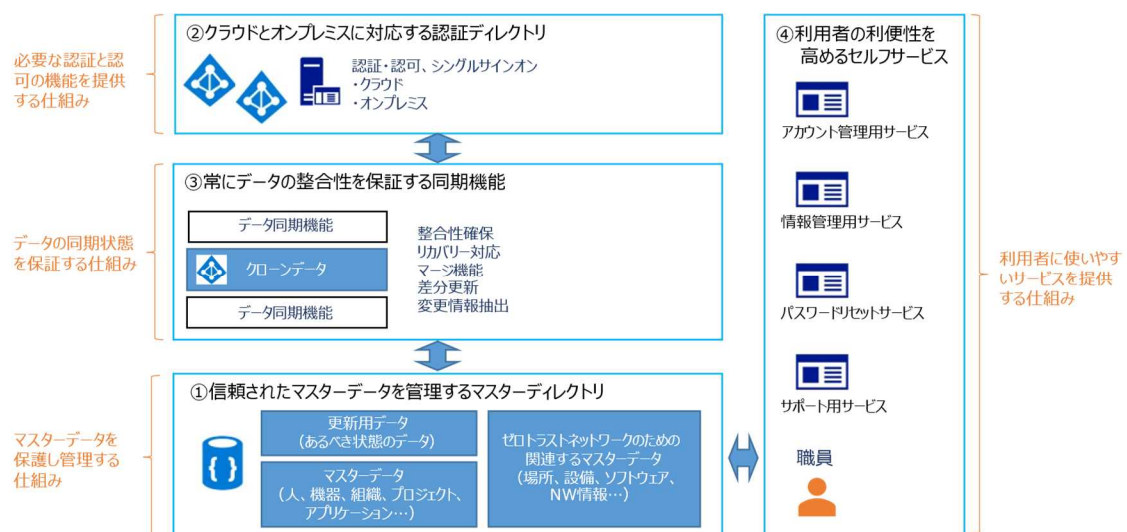 ②クラウドとオンプレミスに対応する認証ディレクトリ
必要な認証と認
可の機能を提供
する仕組み
認証・認可、シングルサインオン
・クラウド
・オンプレミス
③常にデータの整合性を保証する同期機能
データの同期状態
を保証する仕組み
データ同期機能
クローンデータ
データ同期機能
整合性確保
リカバリー対応
マージ機能
差分更新
変更情報抽出
①信頼されたマスターデータを管理するマスターディレクトリ
マスターデータを
保護し管理する
仕組み
更新用データ
(あるべき状態のデータ)
マスターデータ
(人、機器、組織、プロジェクト、
アプリケーション…)
ゼロトラストネットワークのための
関連するマスターデータ
(場所、設備、ソフトウェア、
NW情報…)
④利用者の利便性を
高めるセルフサービス
アカウント管理用サービス
情報管理用サービス
パスワードリセットサービス
サポート用サービス
職員
利用者に使いやす
いサービスを提供
する仕組み